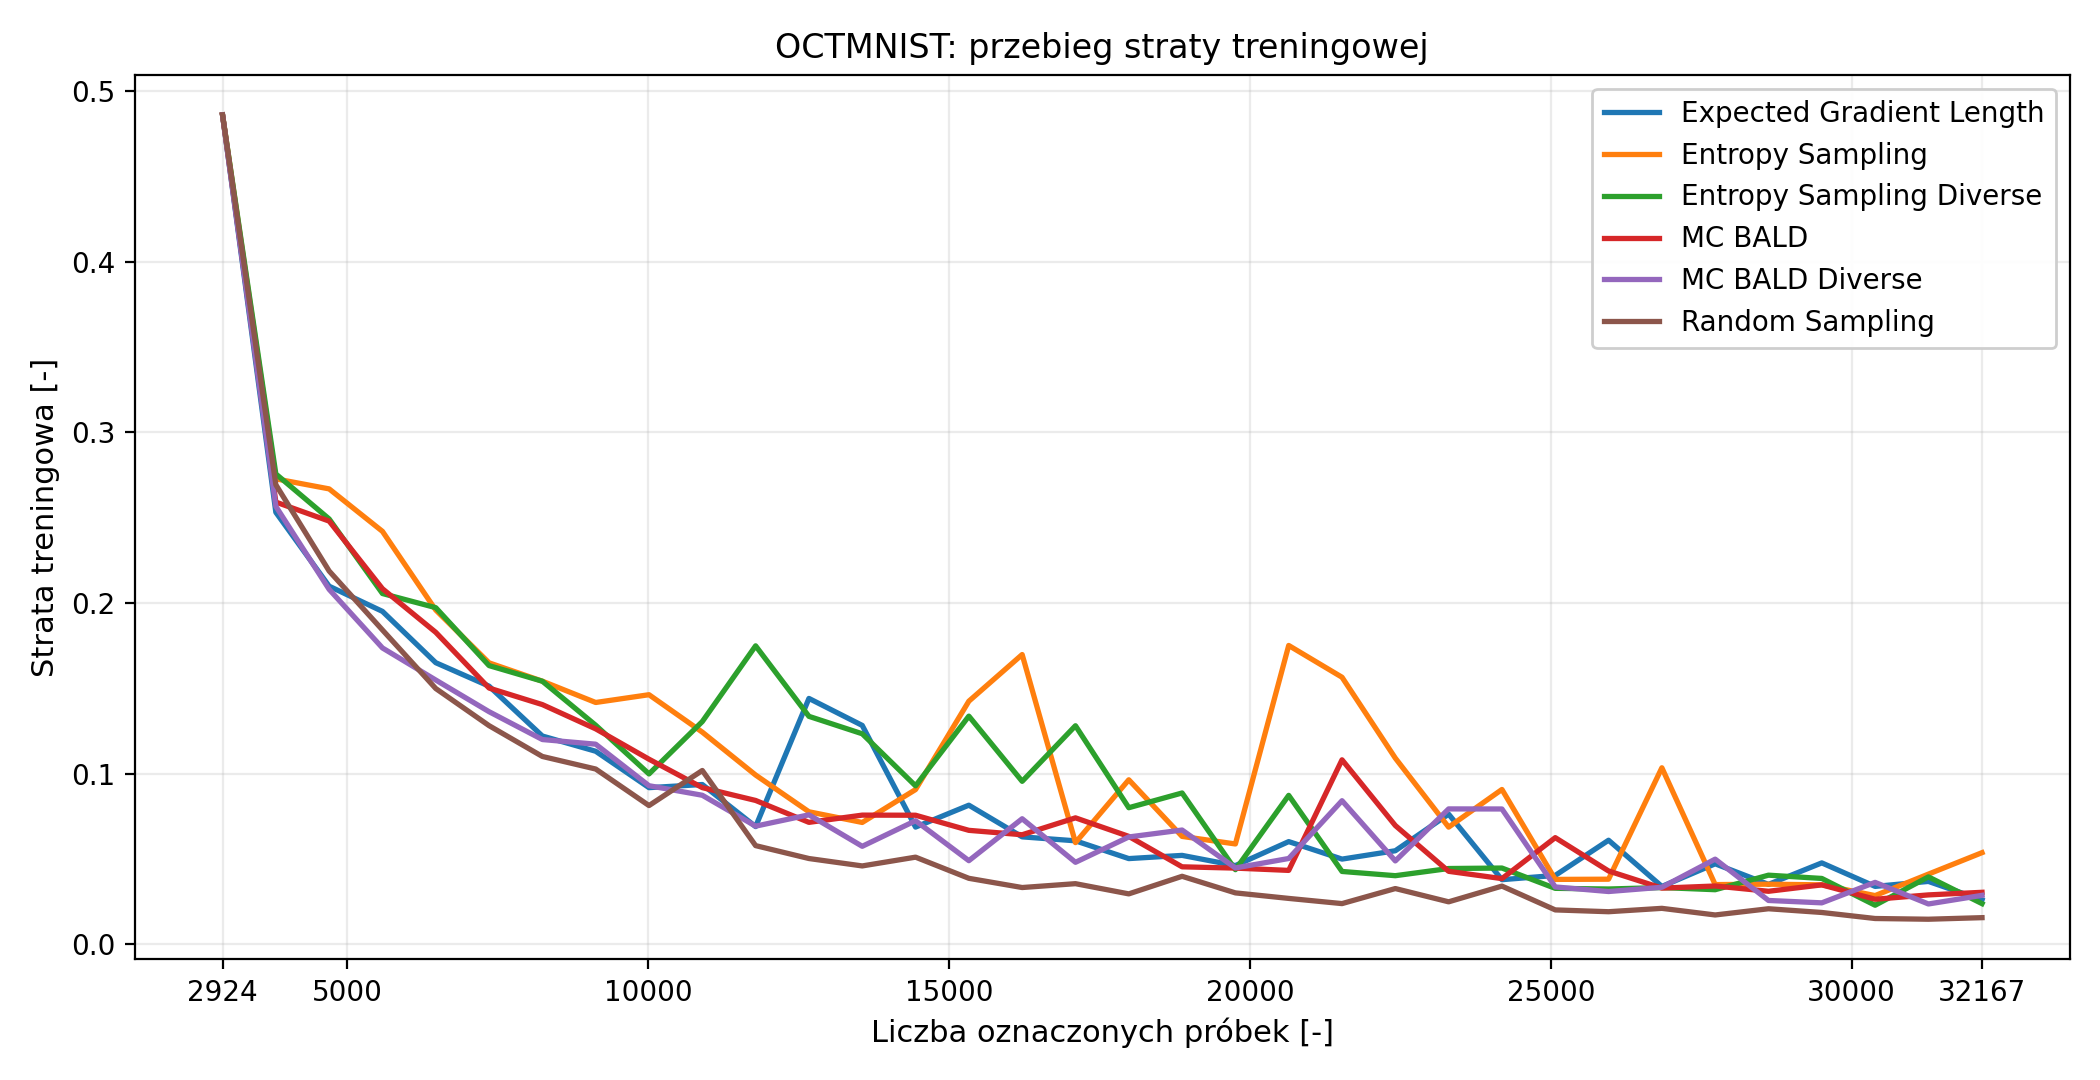 OCTMNIST: przebieg straty treningowej
Strata treningowa [-]
0.5
0.4
0.3
0.2
0.1
0.0
Expected Gradient Length
Entropy Sampling
Entropy Sampling Diverse
MC BALD
MC BALD Diverse
Random Sampling
2924 5000 10000 15000 20000 25000 30000 32167
Liczba oznaczonych próbek [-]